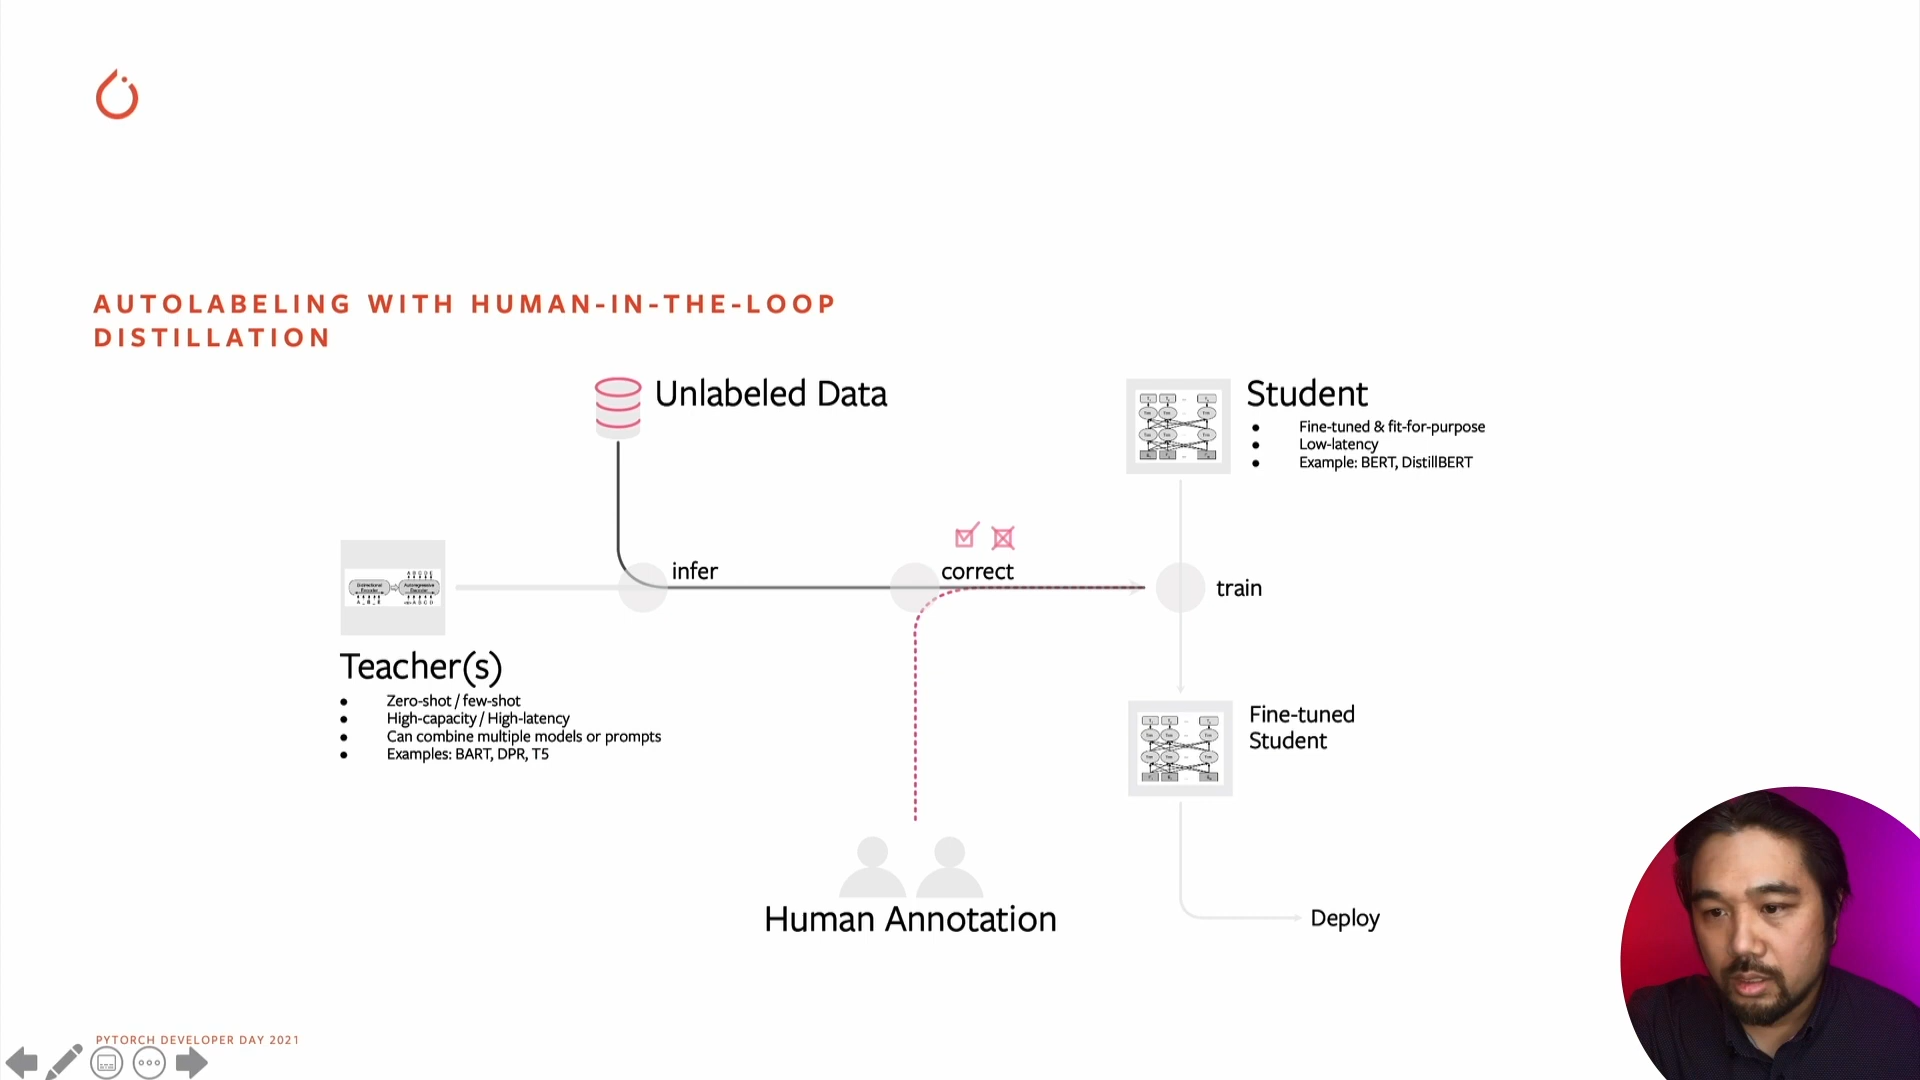 AUTOLABELING WITH HUMAN-IN-THE-LOOP
DISTILLATION
Unlabeled Data
Student
• Fine-tuned & fit-for-purpose
• Low-latency
• Example: BERT, DistillBERT
infer
correct
train
Teacher(s)
• Zero-shot / few-shot
• High-capacity / High-latency
• Can combine multiple models or prompts
• Examples: BART, DPR, T5
Fine-tuned
Student
Human Annotation
Deploy
PYTORCH DEVELOPER DAY 2021